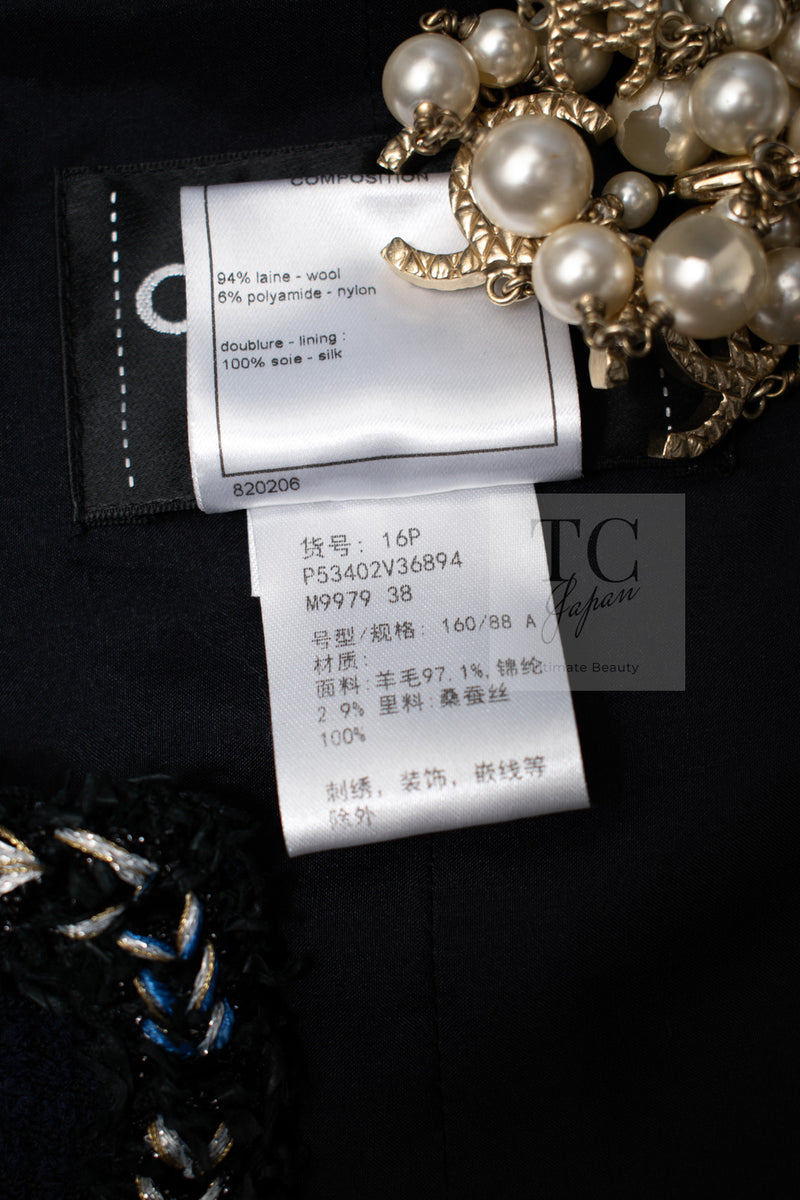 COMPOSITION
94% laine - wool
6% polyamide - nylon
doublure - lining :
100% soie - silk
820206
货号: 16P
P53402V36894
M9979 38
号型/规格: 160/88 A
材质:
面料:羊毛97.1%,锦纶
2 9% 里料:桑蚕丝
100%
刺绣, 装饰, 嵌线等
除外
TC
Japan
timate Beauty